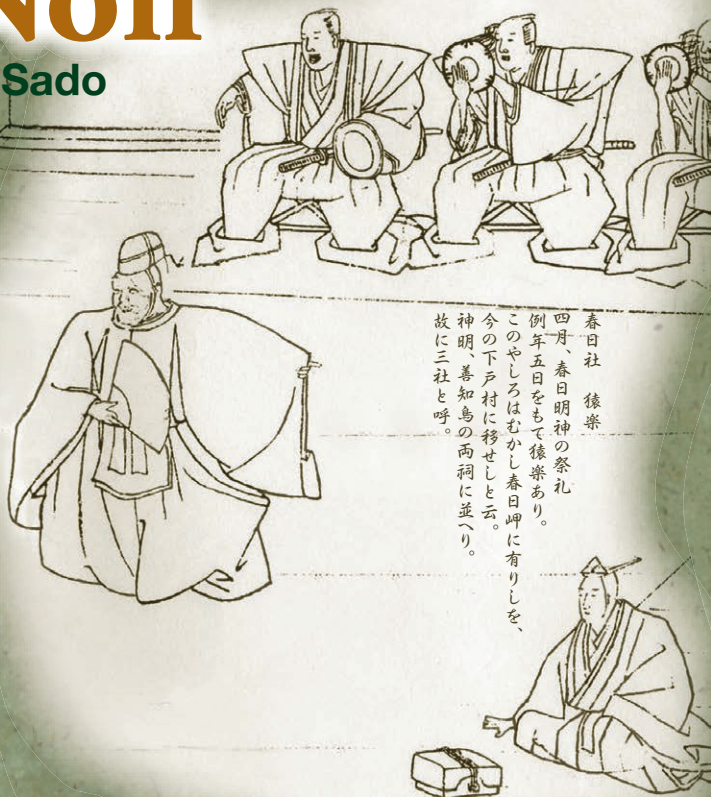 Noh
Sado
春日社 猿楽
四月、春日明神の祭礼
例年五日をもて猿楽あり。
このやしろはむかし春日岬に有りしを、
今の下戸村に移せしと云。
神明、善知鳥の両祠に並へり。
故に三社と呼。